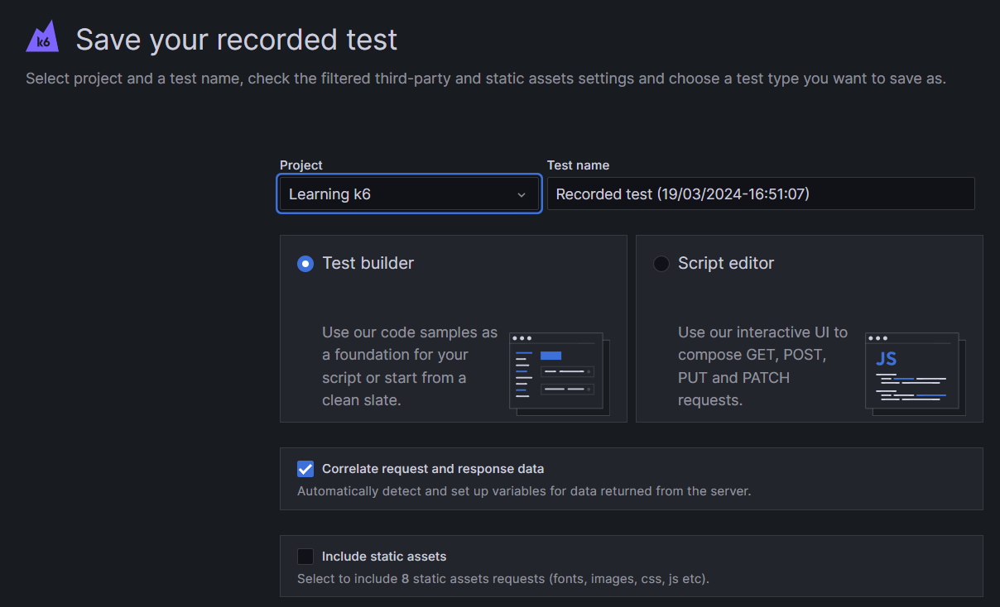 k6 Save your recorded test
Select project and a test name, check the filtered third-party and static assets settings and choose a test type you want to save as.
Project
Test name
Learning k6
Recorded test (19/03/2024-16:51:07)
Test builder
Use our code samples as
a foundation for your
script or start from a
clean slate.
Script editor
Use our interactive UI to
compose GET, POST,
PUT and PATCH
requests.
JS
Correlate request and response data
Automatically detect and set up variables for data returned from the server.
Include static assets
Select to include 8 static assets requests (fonts, images, css, js etc).